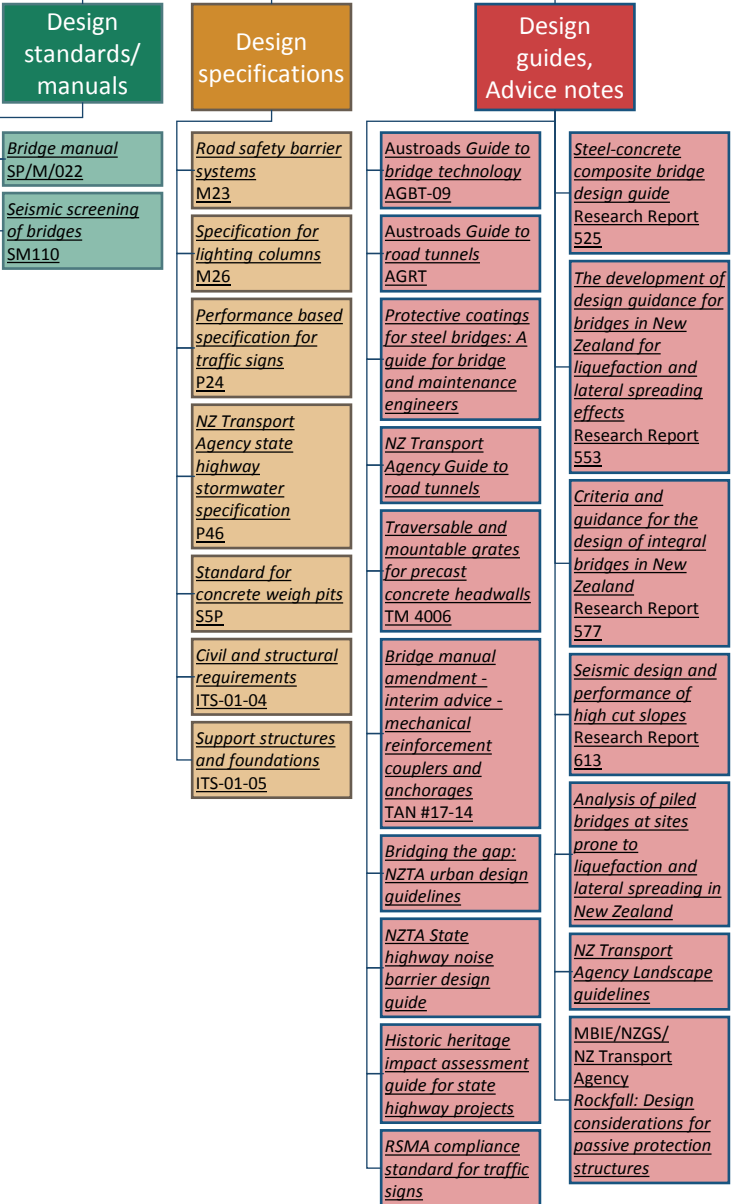 Design
standards/
manuals
Bridge manual
SP/M/022
Seismic screening
of bridges
SM110
Design
specifications
Road safety barrier
systems
M23
Specification for
lighting columns
M26
Performance based
specification for
traffic signs
P24
NZ Transport
Agency state
highway
stormwater
specification
P46
Standard for
concrete weigh pits
S5P
Civil and structural
requirements
ITS-01-04
Support structures
and foundations
ITS-01-05
Design
guides,
Advice notes
Austroads Guide to
bridge technology
AGBT-09
Austroads Guide to
road tunnels
AGRT
Protective coatings
for steel bridges: A
guide for bridge
and maintenance
engineers
NZ Transport
Agency Guide to
road tunnels
Traversable and
mountable grates
for precast
concrete headwalls
TM 4006
Bridge manual
amendment -
interim advice -
mechanical
reinforcement
couplers and
anchorages
TAN #17-14
Bridging the gap:
NZTA urban design
guidelines
NZTA State
highway noise
barrier design
guide
Historic heritage
impact assessment
guide for state
highway projects
RSMA compliance
standard for traffic
signs
Steel-concrete
composite bridge
design guide
Research Report
525
The development of
design guidance for
bridges in New
Zealand for
liquefaction and
lateral spreading
effects
Research Report
553
Criteria and
guidance for the
design of integral
bridges in New
Zealand
Research Report
577
Seismic design and
performance of
high cut slopes
Research Report
613
Analysis of piled
bridges at sites
prone to
liquefaction and
lateral spreading in
New Zealand
NZ Transport
Agency Landscape
guidelines
MBIE/NZGS/
NZ Transport
Agency
Rockfall: Design
considerations for
passive protection
structures